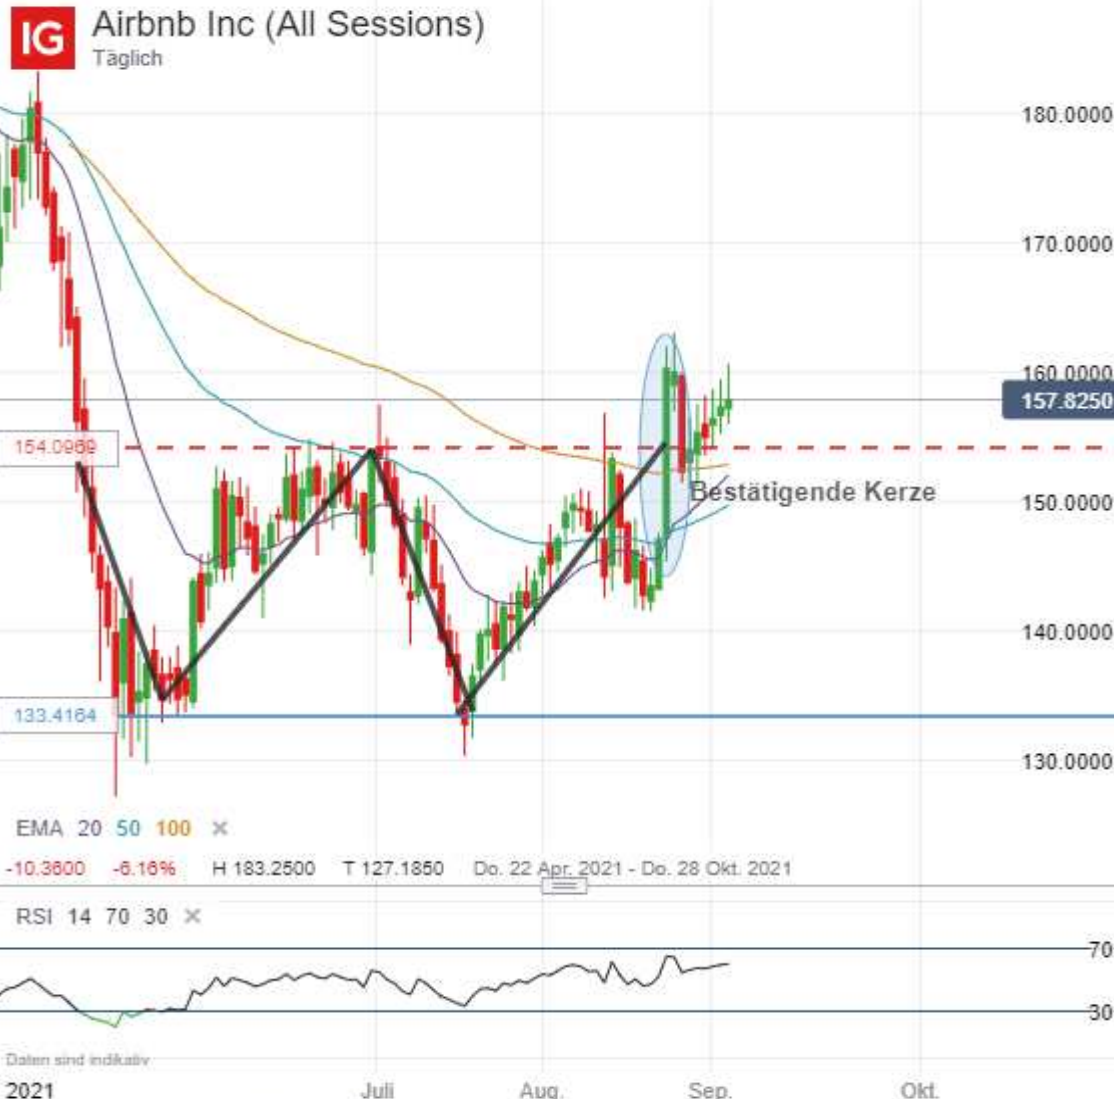 IG
Airbnb Inc (All Sessions)
Täglich
180.0000
170.0000
160.0000
157.8250
154.0969
150.0000
Bestätigende Kerze
140.0000
133.4164
130.0000
EMA 20 50 100 ×
-10.3600 -6.16% H 183.2500 T 127.1850 Do. 22 Apr. 2021 - Do. 28 Okt. 2021
RSI 14 70 30 ×
70
30
Daten sind indikativ
2021 Juli Aug. Sep. Okt.